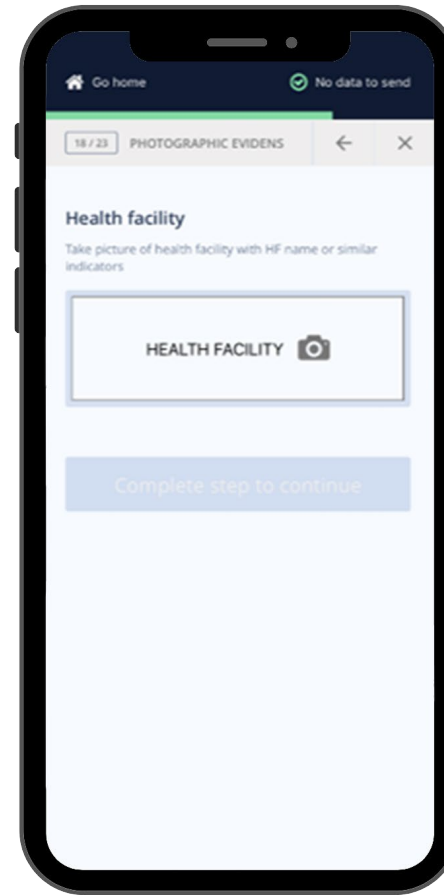 Go home
No data to send
18 / 23
PHOTOGRAPHIC EVIDENS
Health facility
Take picture of health facility with HF name or similar
indicators
HEALTH FACILITY
Complete step to continue